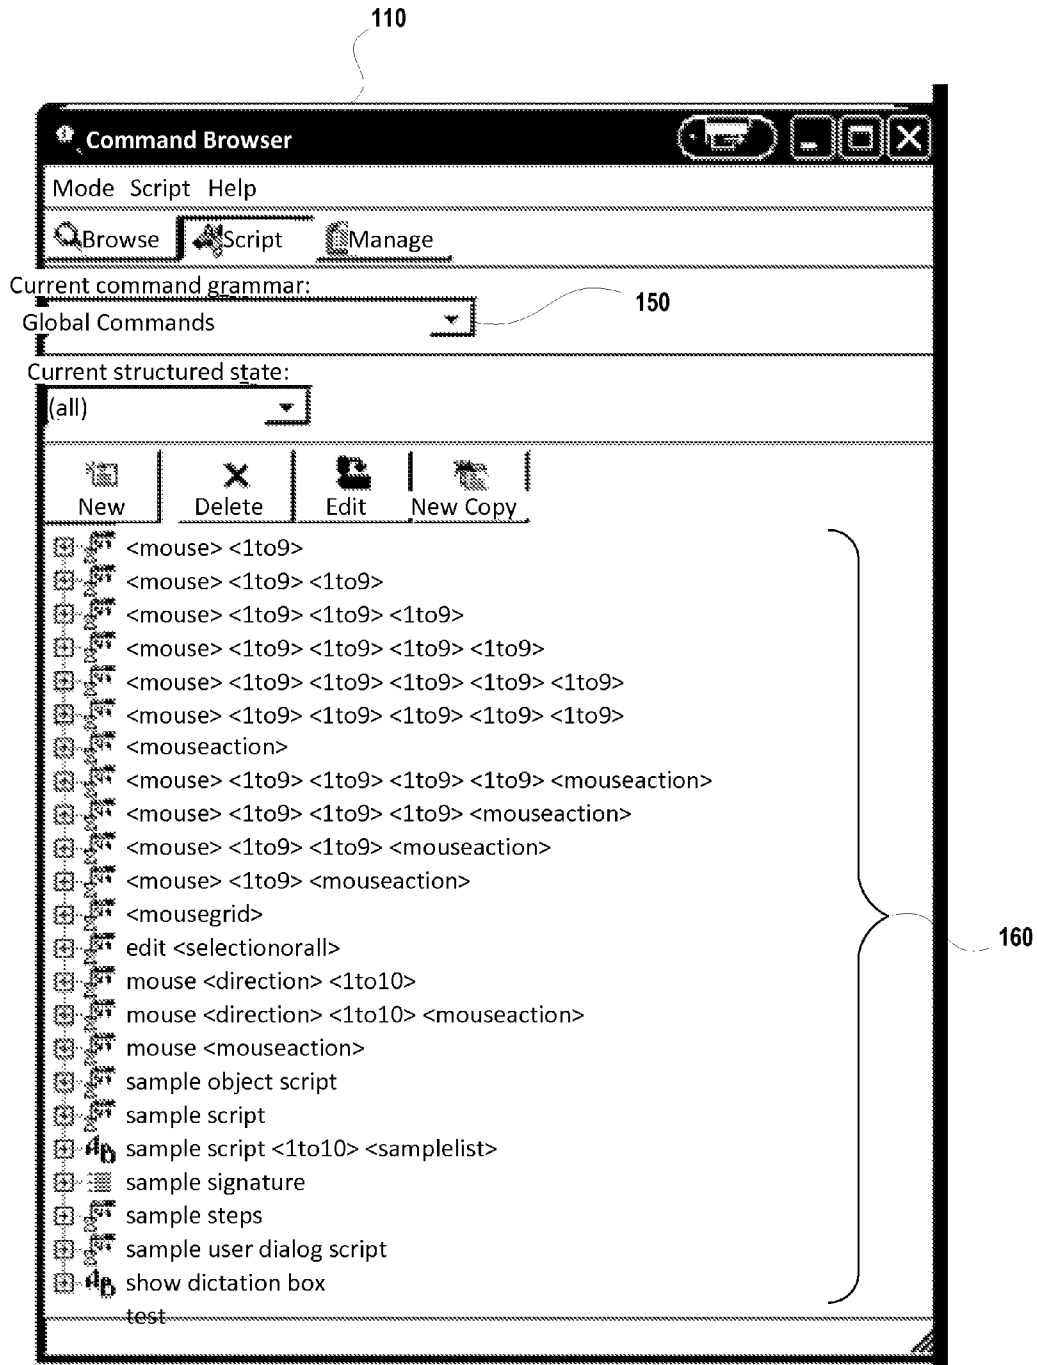 110
Command Browser
Mode Script Help
Browse Script Manage
Current command grammar:
Global Commands
150
Current structured state:
(all)
New Delete Edit New Copy
<mouse> <1to9>
<mouse> <1to9> <1to9>
<mouse> <1to9> <1to9> <1to9>
<mouse> <1to9> <1to9> <1to9> <1to9>
<mouse> <1to9> <1to9> <1to9> <1to9> <1to9>
<mouse> <1to9> <1to9> <1to9> <1to9> <1to9>
<mouseaction>
<mouse> <1to9> <1to9> <1to9> <1to9> <mouseaction>
<mouse> <1to9> <1to9> <1to9> <mouseaction>
<mouse> <1to9> <1to9> <mouseaction>
<mouse> <1to9> <mouseaction>
<mousegrid>
160
edit <selectionorall>
mouse <direction> <1to10>
mouse <direction> <1to10> <mouseaction>
mouse <mouseaction>
sample object script
sample script
sample script <1to10> <samplelist>
sample signature
sample steps
sample user dialog script
show dictation box
test